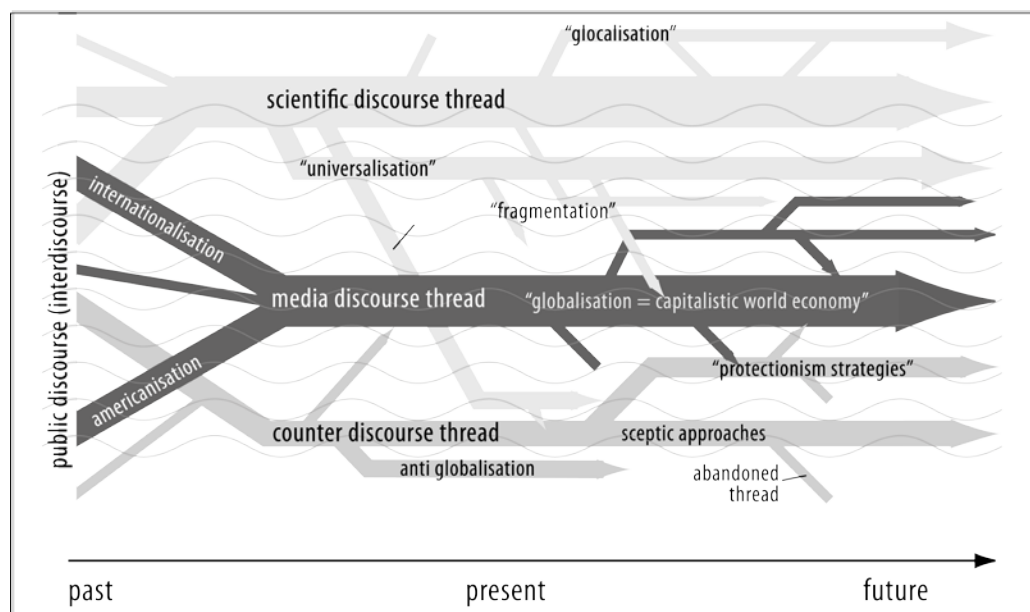 “glocalisation”
scientific discourse thread
“universalisation”
“fragmentation”
public discourse (interdiscourse)
internationalisation
media discourse thread
“globalisation = capitalistic world economy”
americanisation
“protectionism strategies”
counter discourse thread
sceptic approaches
anti globalisation
abandoned
thread
past
present
future